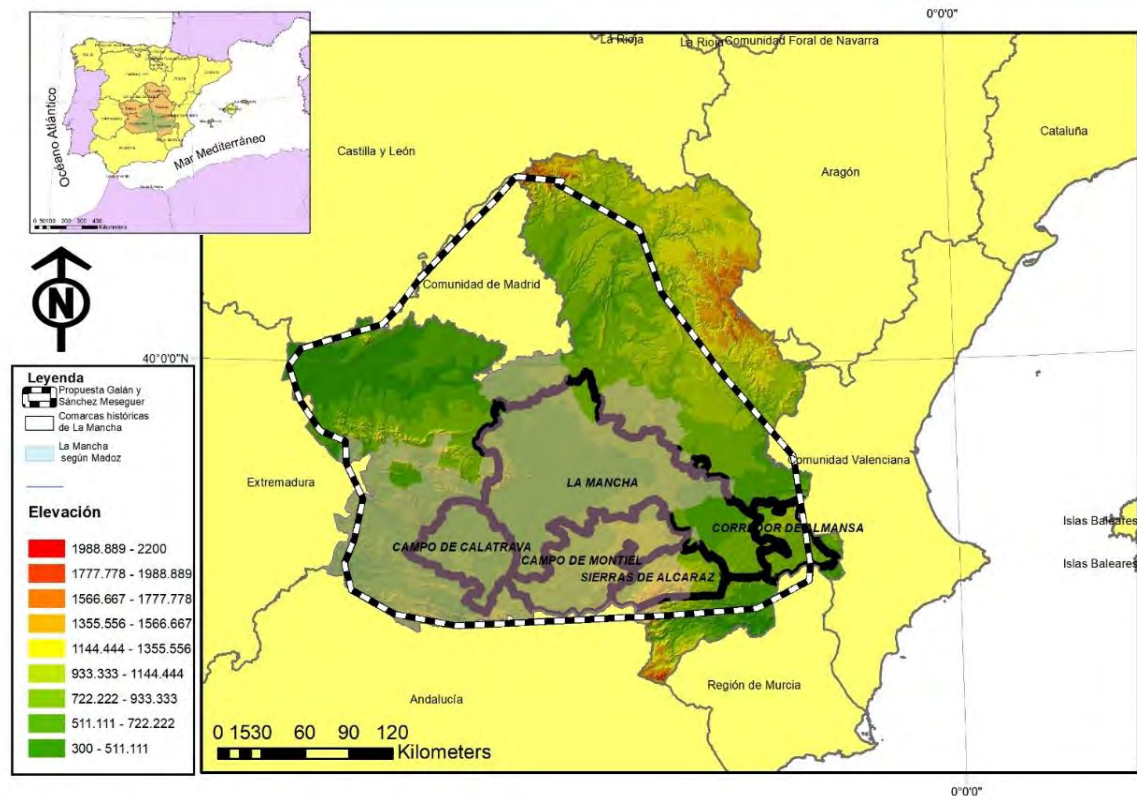 Océano Atlántico
Mar Mediterráneo
Kilometers
0°0'0"
La Rioja
La Rioja
Comunidad Foral de Navarra
Cataluña
Castilla y León
Aragón
N
Comunidad de Madrid
40°0'0"N
Leyenda
Propuesta Galán y
Sánchez Meseguer
Comarcas históricas
de La Mancha
La Mancha
según Madoz
Elevación
1988.889 - 2200
1777.778 - 1988.889
1566.667 - 1777.778
1355.556 - 1566.667
1144.444 - 1355.556
933.333 - 1144.444
722.222 - 933.333
511.111 - 722.222
300 - 511.111
Extremadura
Comunidad Valenciana
LA MANCHA
Islas Baleares
CORREDOR DE ALMANSA
CAMPO DE CALATRAVA
CAMPO DE MONTIEL
Islas Baleares
SIERRAS DE ALCARAZ
Andalucía
Región de Murcia
0 15 30 60 90 120
Kilometers
0°0'0"